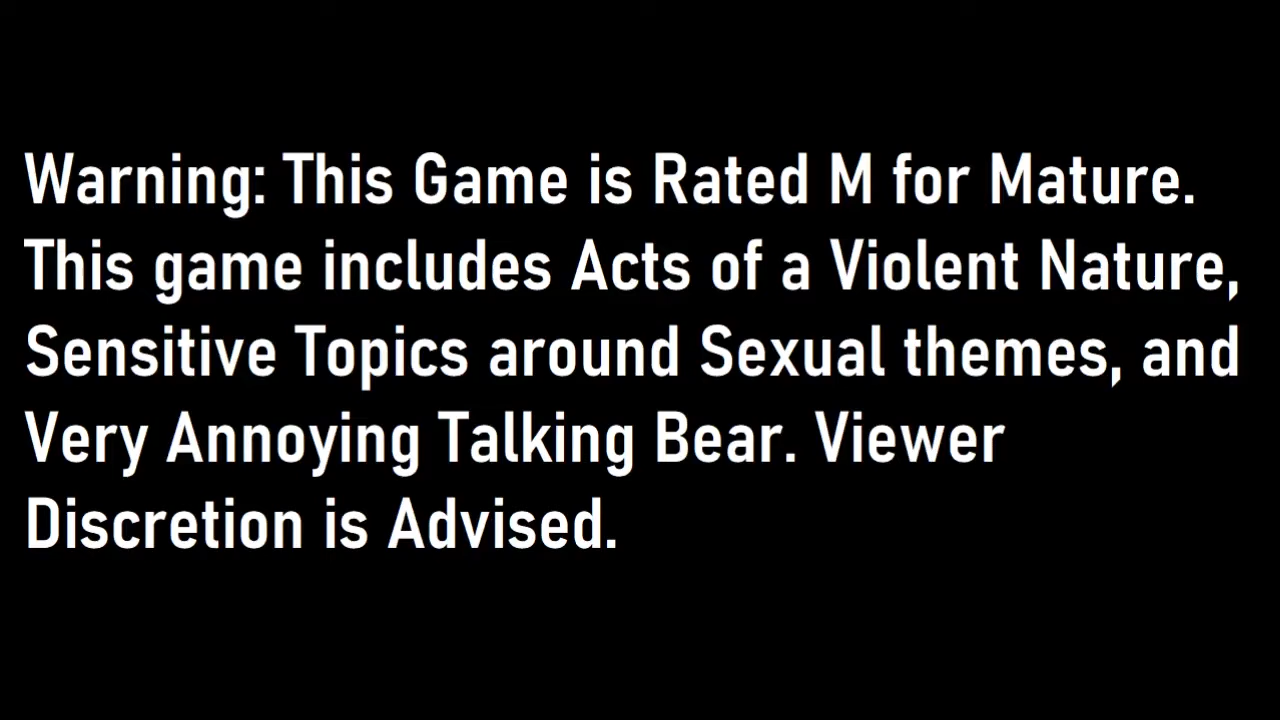 Warning: This Game is Rated M for Mature.
This game includes Acts of a Violent Nature,
Sensitive Topics around Sexual themes, and
Very Annoying Talking Bear. Viewer
Discretion is Advised.